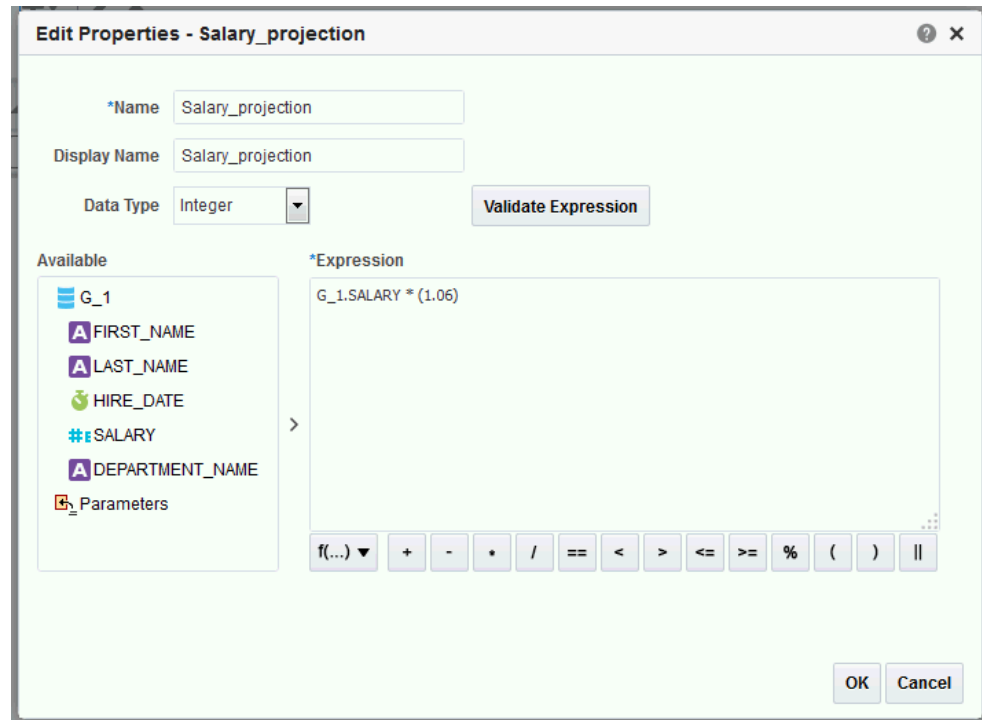 Edit Properties - Salary_projection
*Name Salary_projection
Display Name Salary_projection
Data Type Integer Validate Expression
Available *Expression
G_1 G_1.SALARY * (1.06)
A FIRST_NAME
A LAST_NAME
HIRE_DATE
#E SALARY
A DEPARTMENT_NAME
Parameters
f(...) + - * / == < > <= >= % ( ) ||
OK Cancel